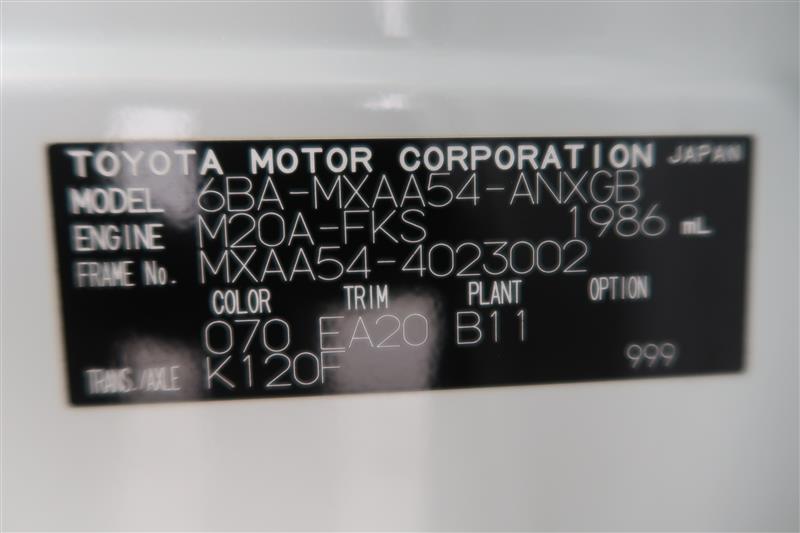 TOYOTA MOTOR CORPORATION JAPAN
MODEL 6BA-MXAA54-ANXGB
ENGINE M20A-FKS 1986 mL
FRAME No. MXAA54-4023002
COLOR TRIM PLANT OPTION
070 EA20 B11
TRANS./AXLE K120F 999